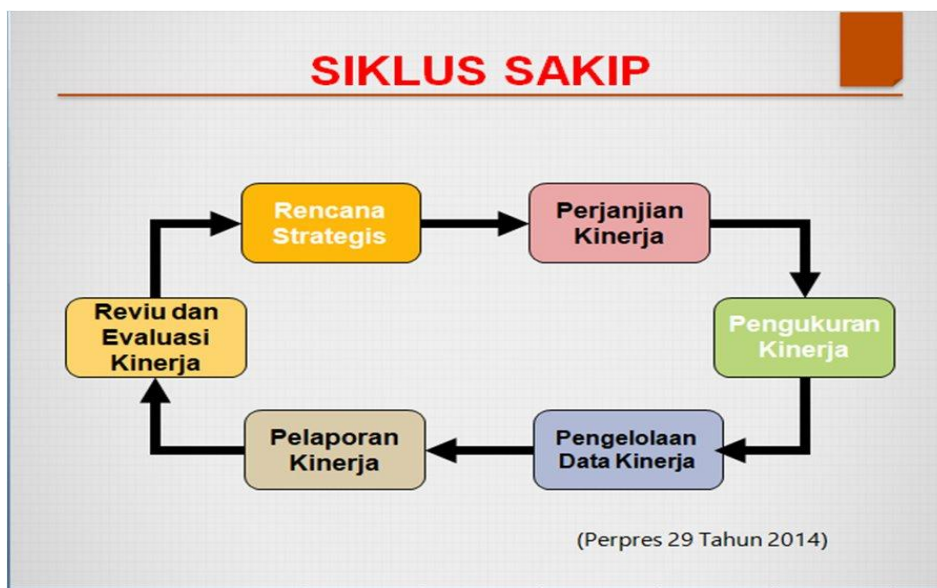 SIKLUS SAKIP
Rencana
Strategis
Perjanjian
Kinerja
Pengukuran
Kinerja
Pengelolaan
Data Kinerja
Pelaporan
Kinerja
Reviu dan
Evaluasi
Kinerja
(Perpres 29 Tahun 2014)